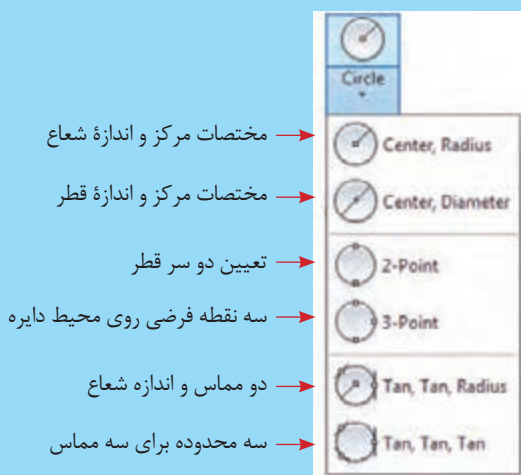 Circle
مختصات مرکز و اندازهٔ شعاع
Center, Radius
مختصات مرکز و اندازهٔ قطر
Center, Diameter
تعیین دو سر قطر
2-Point
سه نقطه فرضی روی محیط دایره
3-Point
دو مماس و اندازه شعاع
Tan, Tan, Radius
سه محدوده برای سه مماس
Tan, Tan, Tan